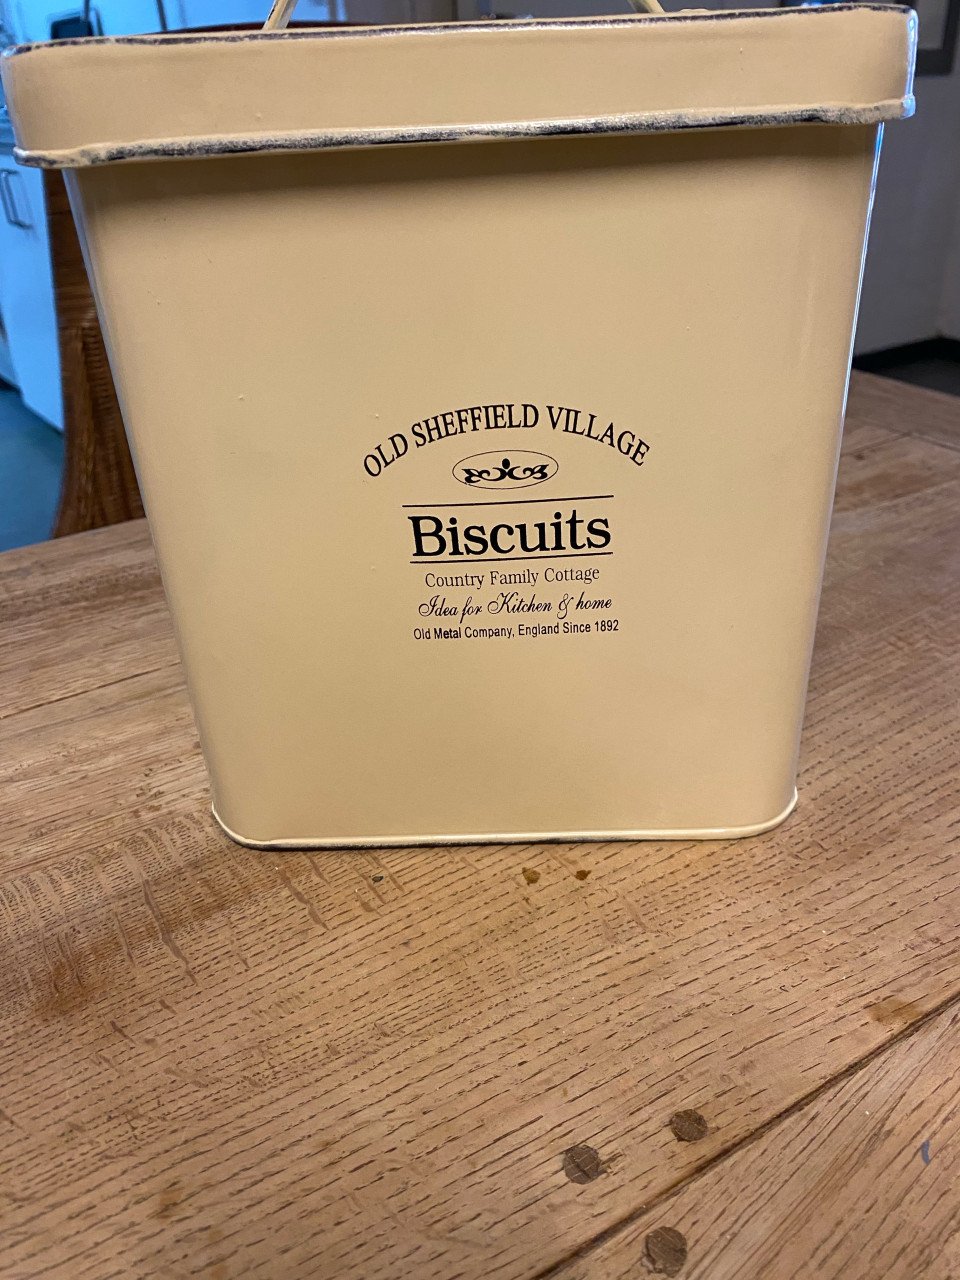 OLD SHEFFIELD VILLAGE
Biscuits
Country Family Cottage
Idea for Kitchen & home
Old Metal Company, England Since 1892